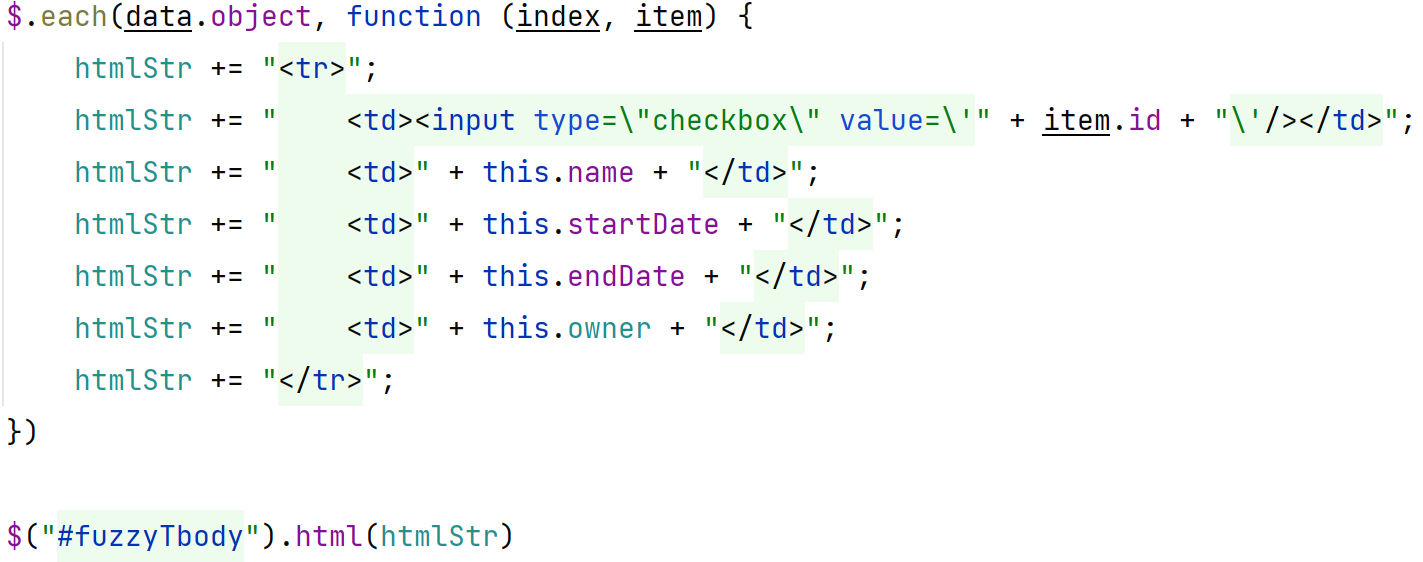 $.each(data.object, function (index, item) {
    htmlStr += "<tr>";
    htmlStr += "    <td><input type=\"checkbox\" value=\'" + item.id + "\'/></td>";
    htmlStr += "    <td>" + this.name + "</td>";
    htmlStr += "    <td>" + this.startDate + "</td>";
    htmlStr += "    <td>" + this.endDate + "</td>";
    htmlStr += "    <td>" + this.owner + "</td>";
    htmlStr += "</tr>";
})
$("#fuzzyTbody").html(htmlStr)